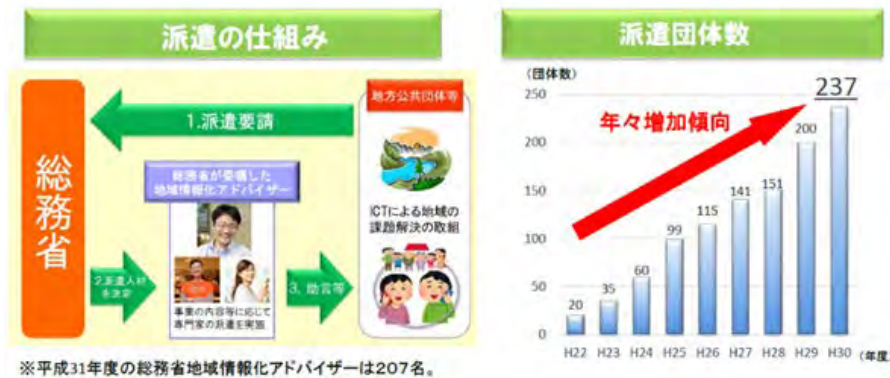 派遣の仕組み
総務省
1.派遣要請
地方公共団体等
総務省が委嘱した
地域情報化アドバイザー
ICTによる地域の
課題解決の取組
2.派遣人材
を決定
3. 助言等
事業の内容等に応じて
専門家の派遣を実施
※平成31年度の総務省地域情報化アドバイザーは207名。
派遣団体数
(団体数)
年々増加傾向
250
200
150
100
50
0
20
35
60
99
115
141
151
200
237
H22 H23 H24 H25 H26 H27 H28 H29 H30 (年度